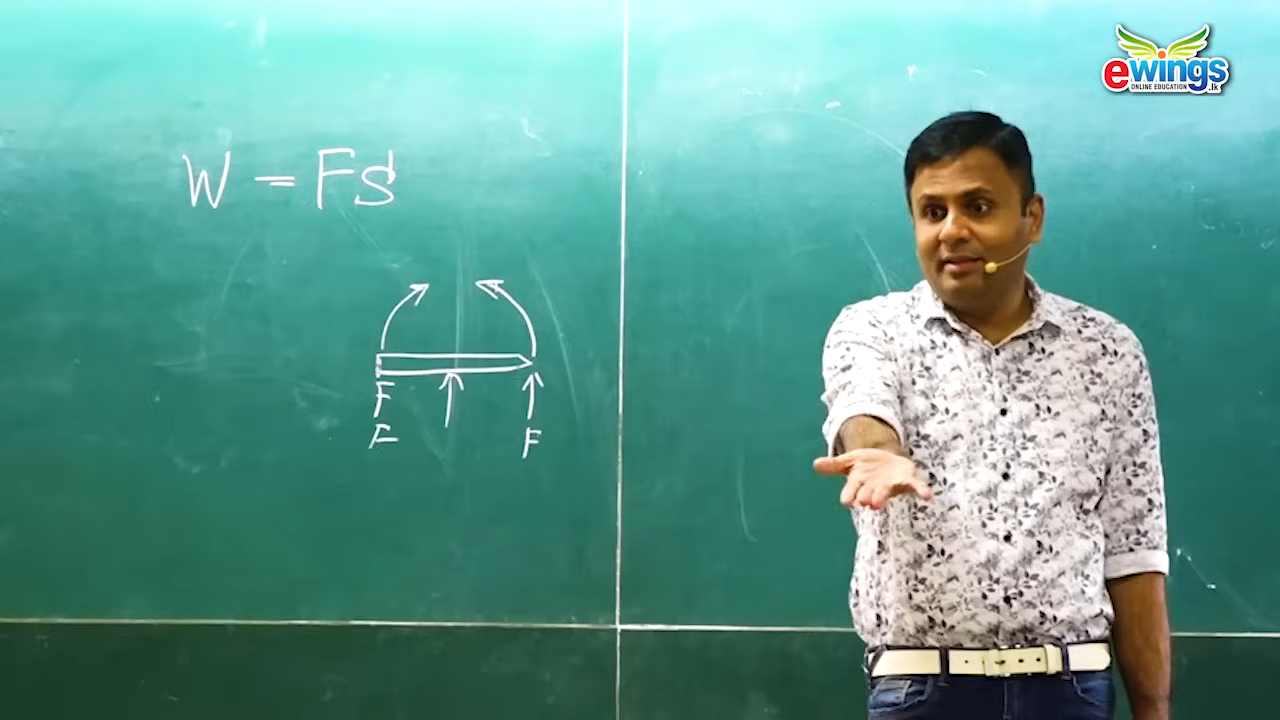 ewings
ONLINE EDUCATION .lk
W = FS
F
F F